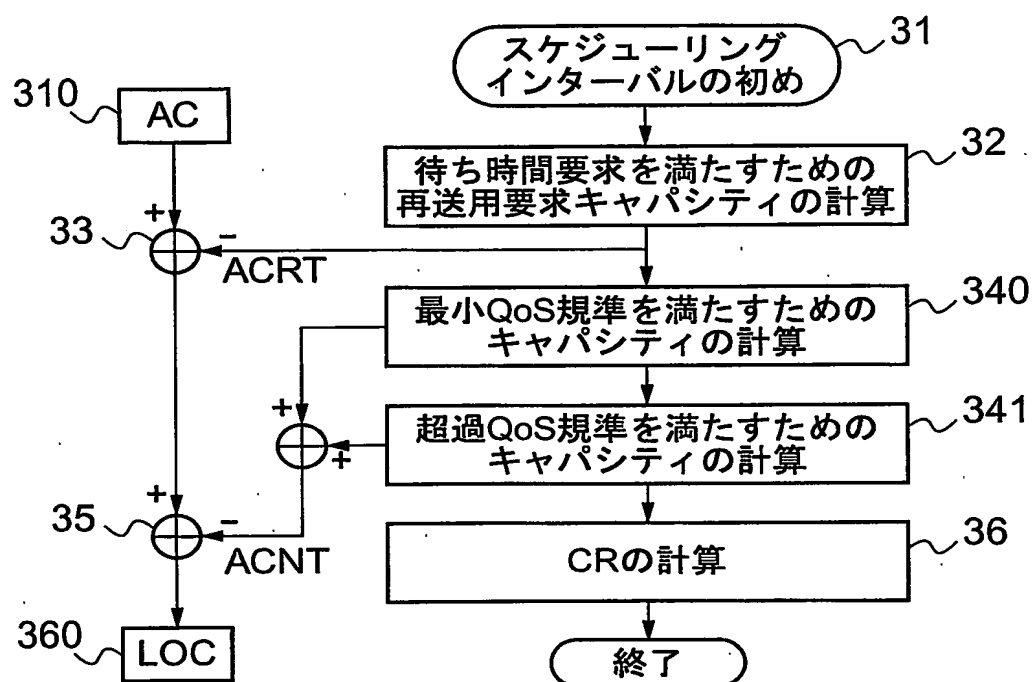 スケジューリング
インターバルの初め
31
310
AC
待ち時間要求を満たすための
再送用要求キャパシティの計算
32
+
33
-
ACRT
最小QoS規準を満たすための
キャパシティの計算
340
+
+
超過QoS規準を満たすための
キャパシティの計算
341
+
35
-
ACNT
CRの計算
36
360
LOC
終了